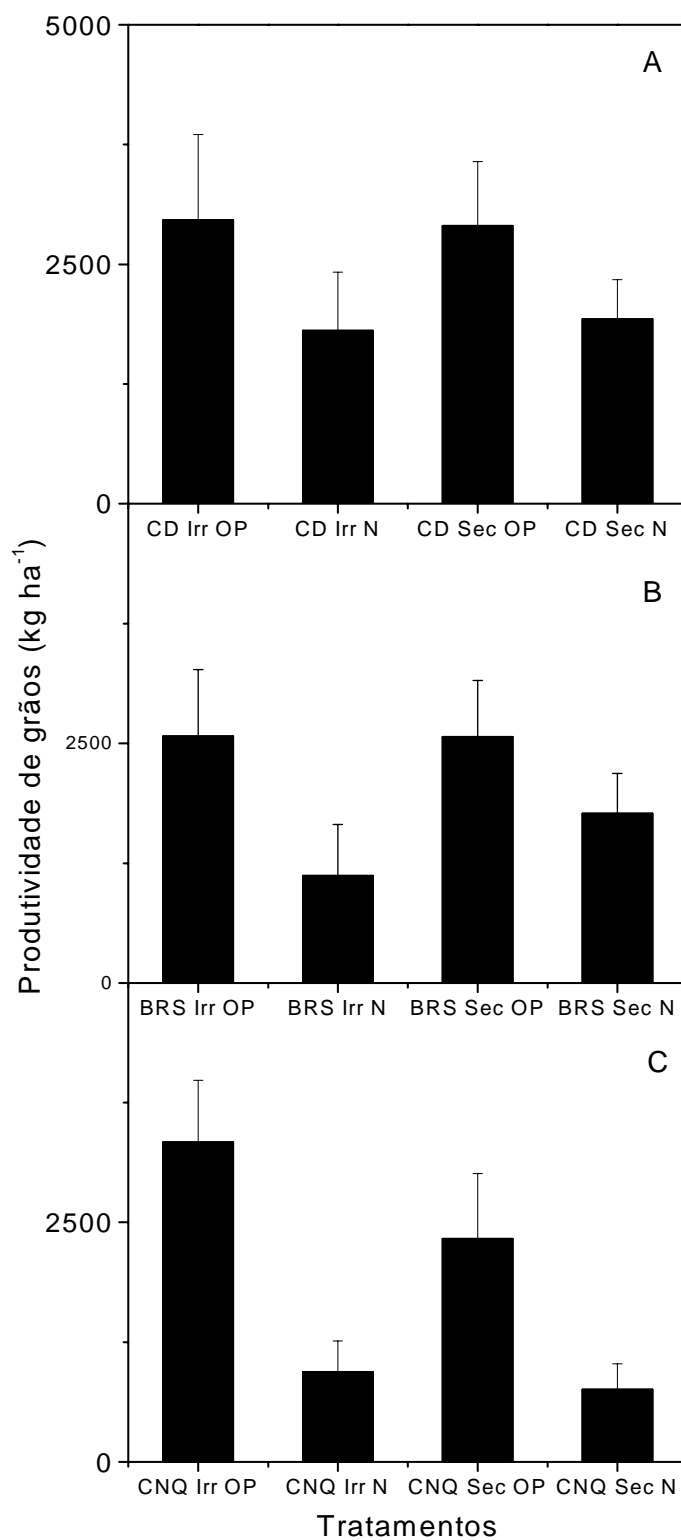 5000
A
2500
0
CD Irr OP CD Irr N CD Sec OP CD Sec N
B
Produtividade de grãos (kg ha⁻¹)
2500
0
BRS Irr OP BRS Irr N BRS Sec OP BRS Sec N
C
2500
0
CNQ Irr OP CNQ Irr N CNQ Sec OP CNQ Sec N
Tratamentos